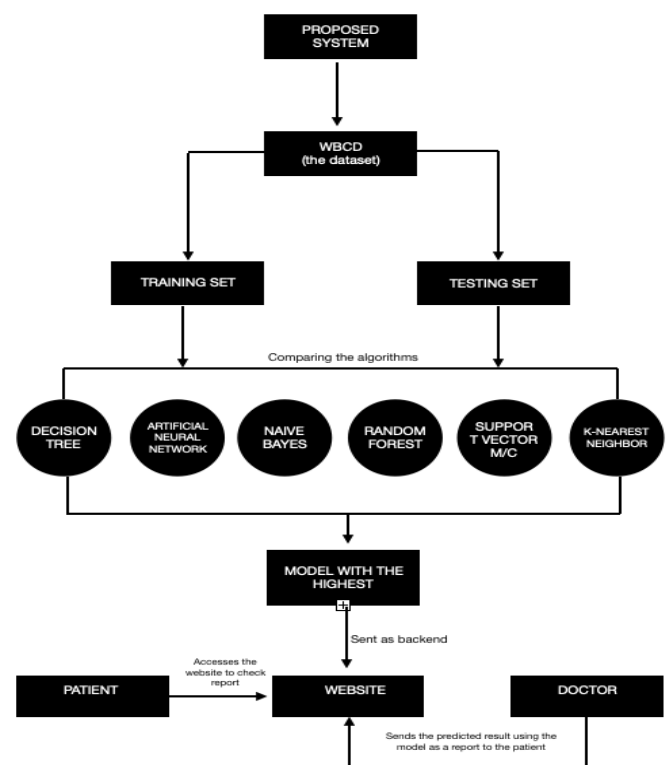 PROPOSED
SYSTEM
WBCD
(the dataset)
TRAINING SET
TESTING SET
Comparing the algorithms
DECISION
TREE
ARTIFICIAL
NEURAL
NETWORK
NAIVE
BAYES
RANDOM
FOREST
SUPPOR
T VECTOR
M/C
K-NEAREST
NEIGHBOR
MODEL WITH THE
HIGHEST
Sent as backend
Accesses the
website to check
report
PATIENT
WEBSITE
DOCTOR
Sends the predicted result using the
model as a report to the patient